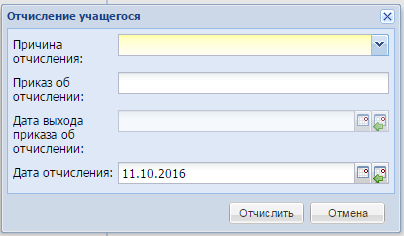 Отчисление учащегося
Причина
отчисления:
Приказ об
отчислении:
Дата выхода
приказа об
отчислении:
Дата отчисления: 11.10.2016
Отчислить Отмена